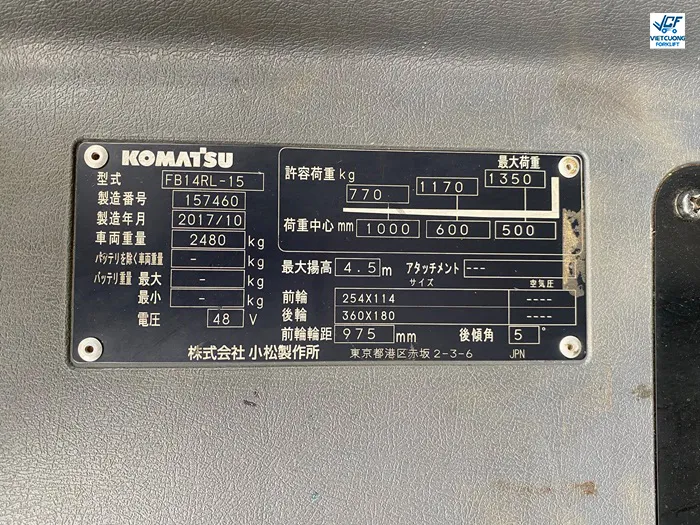 VCF
VIETCUONG
FORKLIFT
KOMATSU
型式 FB14RL-15
製造番号 157460
製造年月 2017/10
車両重量 2480 kg
バッテリを除く車両重量 - kg
バッテリ重量 最大 - kg
最小 - kg
電圧 48 V
最大荷重
許容荷重 kg 770 1170 1350
荷重中心 mm 1000 600 500
最大揚高 4.5 m アタッチメント ---
サイズ 空気圧
前輪 254X114 ----
後輪 360X180 ----
前輪輪距 975 mm 後傾角 5 °
株式会社 小松製作所 東京都港区赤坂 2-3-6 JPN